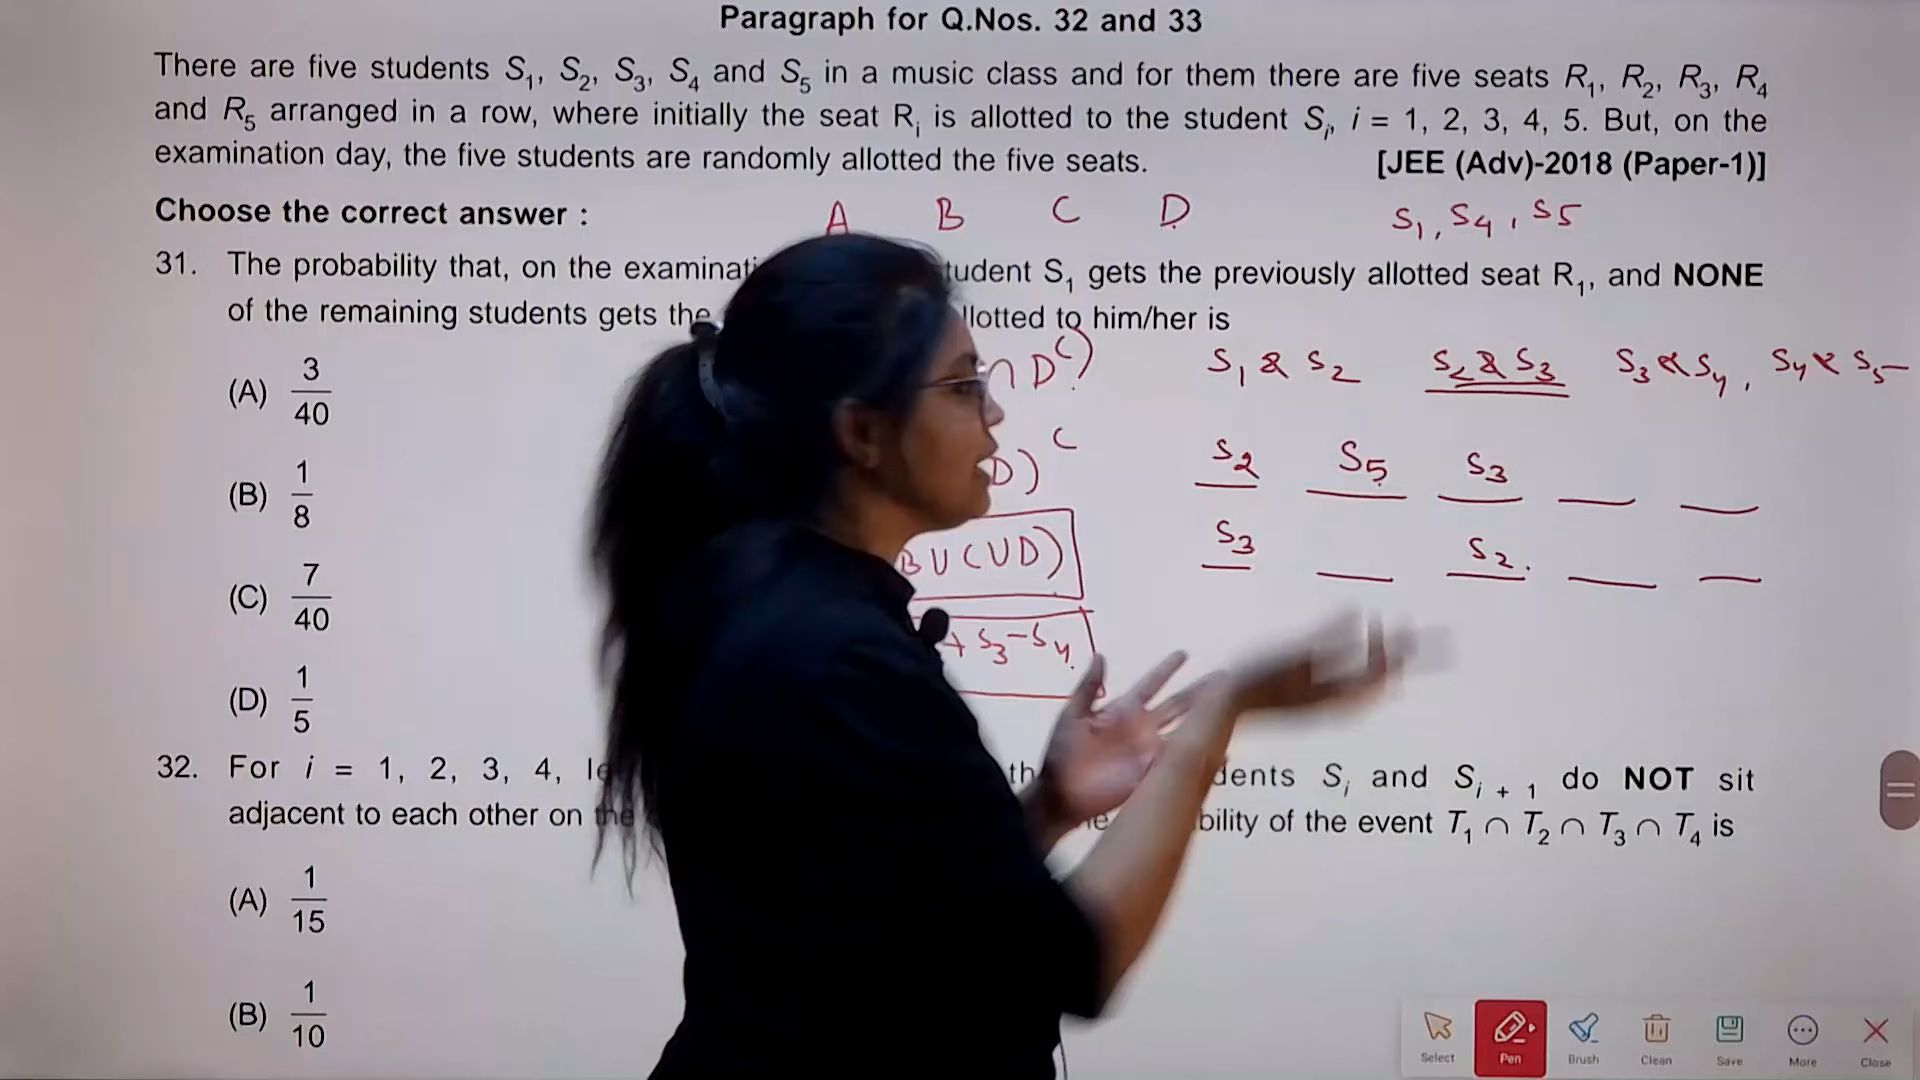 Paragraph for Q.Nos. 32 and 33
There are five students S₁, S₂, S₃, S₄ and S₅ in a music class and for them there are five seats R₁, R₂, R₃, R₄
and R₅ arranged in a row, where initially the seat Rᵢ is allotted to the student Sᵢ, i = 1, 2, 3, 4, 5. But, on the
examination day, the five students are randomly allotted the five seats. [JEE (Adv)-2018 (Paper-1)]
Choose the correct answer :
A B C D
S₁, S₄, S₅
31. The probability that, on the student S₁ gets the previously allotted seat R₁, and NONE
of the remaining students gets the allotted to him/her is
∩ Dᶜ)
S₁ & S₂ S₂ & S₃ S₃ & S₄, S₄ & S₅
(A) 3/40
D)ᶜ
S₂ S₅ S₃
(B) 1/8
B U C U D)
S₃ S₂.
(C) 7/40
+ S₃ - S₄
(D) 1/5
32. For i = 1, 2, 3, 4, Sᵢ and Sᵢ₊₁ do NOT sit
adjacent to each other on the of the event T₁ ∩ T₂ ∩ T₃ ∩ T₄ is
(A) 1/15
(B) 1/10
Select Pen Brush Clean Save More Close